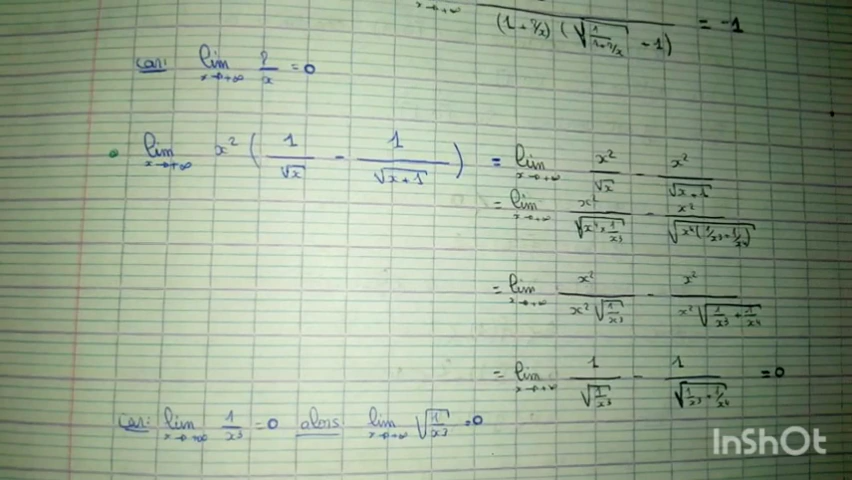 x→+∞ (1+2/x) (√(1/(1+2/x)) -1) = -1
car: lim x→+∞ 2/x = 0
• lim x→+∞ x² ( 1/√x - 1/√(x+1) ) = lim x→+∞ x²/√x - x²/√(x+1)
= lim x→+∞ x²/√(x⁴×1/x³) - x²/√(x⁴(1/x³+1/x⁴))
= lim x→+∞ x²/(x²√(1/x³)) - x²/(x²√(1/x³+1/x⁴))
= lim x→+∞ 1/√(1/x³) - 1/√(1/x³+1/x⁴) = 0
car: lim x→+∞ 1/x³ = 0 alors lim x→+∞ √(1/x³) = 0
InShOt